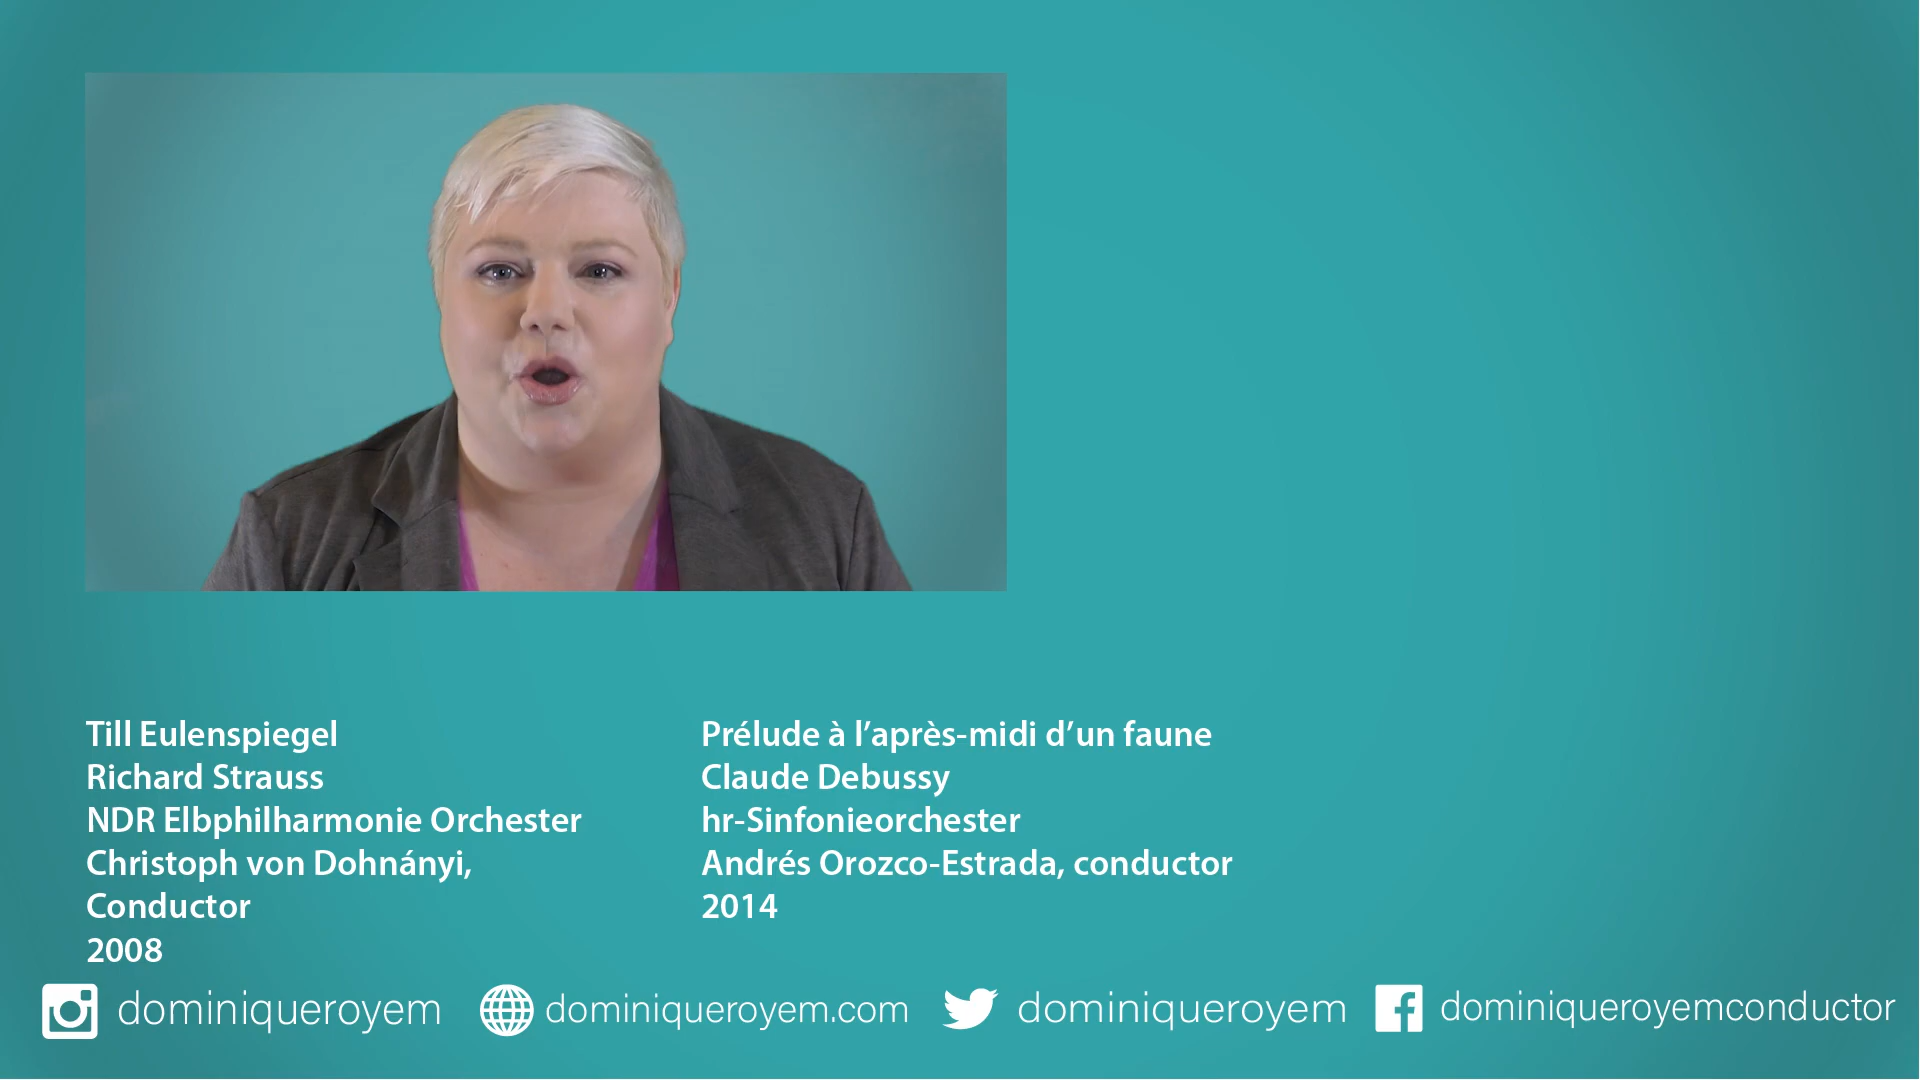 Till Eulenspiegel
Richard Strauss
NDR Elbphilharmonie Orchester
Christoph von Dohnányi,
Conductor
2008
Prélude à l’après-midi d’un faune
Claude Debussy
hr-Sinfonieorchester
Andrés Orozco-Estrada, conductor
2014
dominiqueroyem
dominiqueroyem.com
dominiqueroyem
dominiqueroyemconductor